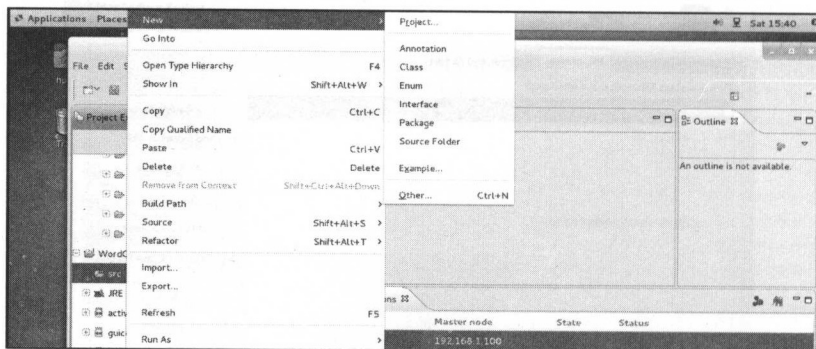 Applications Places
Sat 15:40
File Edit
Project E
WordC
src
JRE
activ
guic
New
Go Into
Open Type Hierarchy F4
Show In Shift+Alt+W
Copy Ctrl+C
Copy Qualified Name
Paste Ctrl+V
Delete Delete
Remove from Context Shift+Ctrl+Alt+Down
Build Path
Source Shift+Alt+S
Refactor Shift+Alt+T
Import...
Export...
Refresh F5
Run As
Project...
Annotation
Class
Enum
Interface
Package
Source Folder
Example...
Other... Ctrl+N
Outline
An outline is not available.
ons
Master node State Status
192.168.1.100